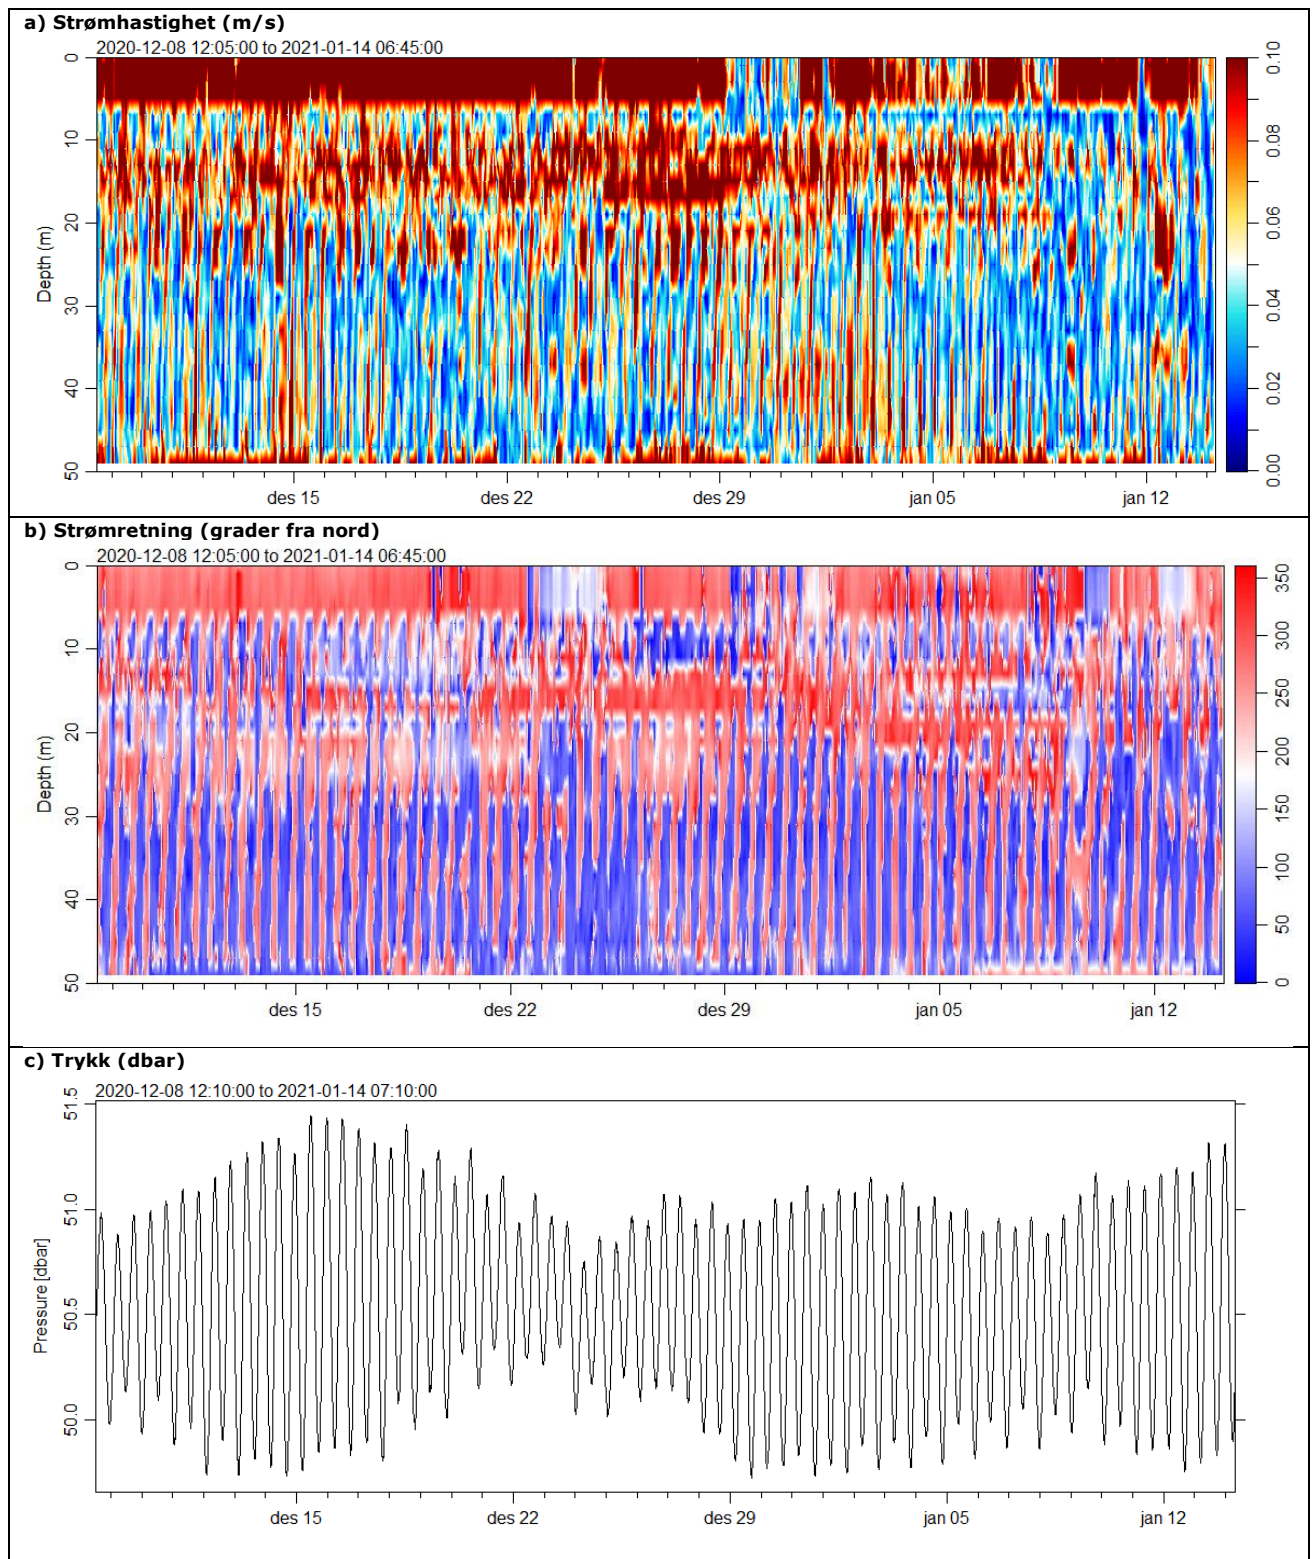 a) Strømhastighet (m/s)
2020-12-08 12:05:00 to 2021-01-14 06:45:00
0
10
20
30
40
50
Depth (m)
des 15
des 22
des 29
jan 05
jan 12
0.10
0.08
0.06
0.04
0.02
0.00
b) Strømretning (grader fra nord)
2020-12-08 12:05:00 to 2021-01-14 06:45:00
0
10
20
30
40
50
Depth (m)
des 15
des 22
des 29
jan 05
jan 12
350
300
250
200
150
100
50
0
c) Trykk (dbar)
2020-12-08 12:10:00 to 2021-01-14 07:10:00
51.5
51.0
50.5
50.0
Pressure [dbar]
des 15
des 22
des 29
jan 05
jan 12